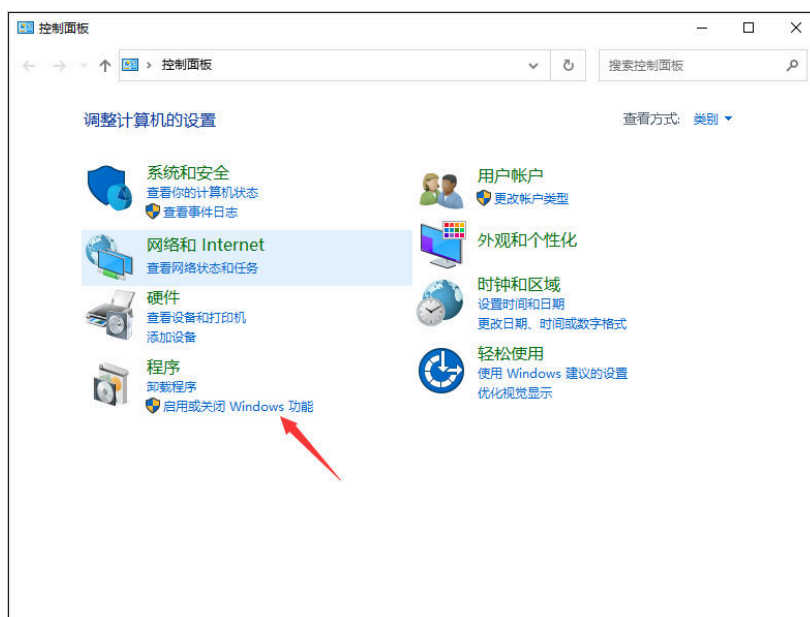 控制面板
控制面板
搜索控制面板
调整计算机的设置
查看方式: 类别
系统和安全
查看你的计算机状态
查看事件日志
网络和 Internet
查看网络状态和任务
硬件
查看设备和打印机
添加设备
程序
卸载程序
启用或关闭 Windows 功能
用户帐户
更改帐户类型
外观和个性化
时钟和区域
设置时间和日期
更改日期、时间或数字格式
轻松使用
使用 Windows 建议的设置
优化视觉显示